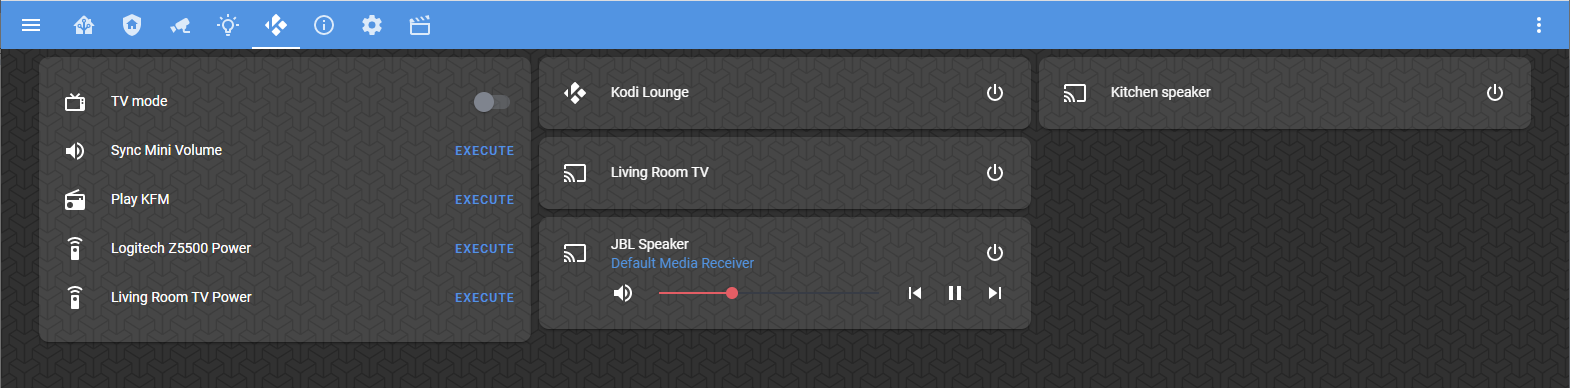 TV mode
Sync Mini Volume EXECUTE
Play KFM EXECUTE
Logitech Z5500 Power EXECUTE
Living Room TV Power EXECUTE
Kodi Lounge
Living Room TV
JBL Speaker
Default Media Receiver
Kitchen speaker